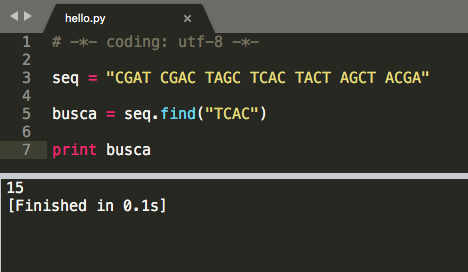 hello.py ×
1 # -*- coding: utf-8 -*-
2
3 seq = "CGAT CGAC TAGC TCAC TACT AGCT ACGA"
4
5 busca = seq.find("TCAC")
6
7 print busca
15
[Finished in 0.1s]